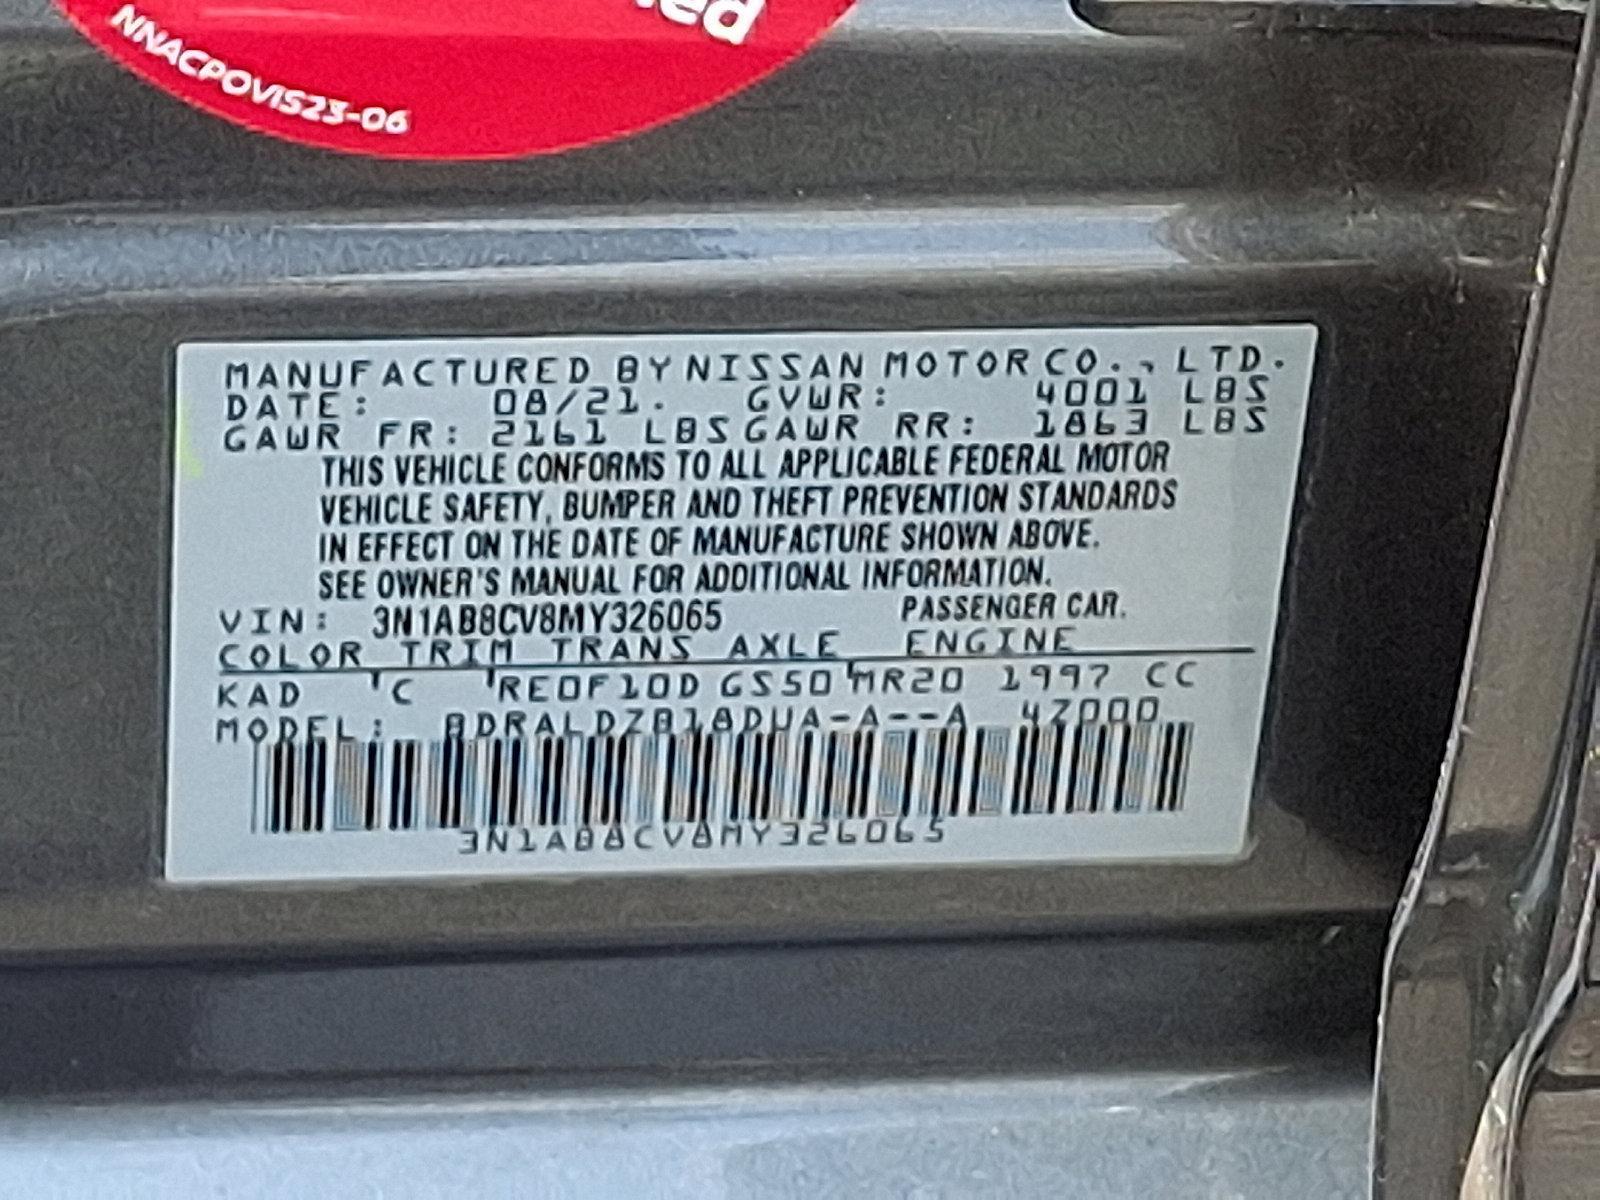 ed
NNACPOVIS23-06
MANUFACTURED BY NISSAN MOTOR CO., LTD.
DATE: 08/21. GVWR: 4001 LBS
GAWR FR: 2161 LBS GAWR RR: 1863 LBS
THIS VEHICLE CONFORMS TO ALL APPLICABLE FEDERAL MOTOR
VEHICLE SAFETY, BUMPER AND THEFT PREVENTION STANDARDS
IN EFFECT ON THE DATE OF MANUFACTURE SHOWN ABOVE.
SEE OWNER'S MANUAL FOR ADDITIONAL INFORMATION.
VIN: 3N1AB8CV8MY326065 PASSENGER CAR.
COLOR TRIM TRANS AXLE ENGINE
KAD 'C 'RE0F10D GS50'MR20 1997 CC
MODEL: BDRALDZB18DUA-A--A 4Z000
3N1AB8CV8MY326065